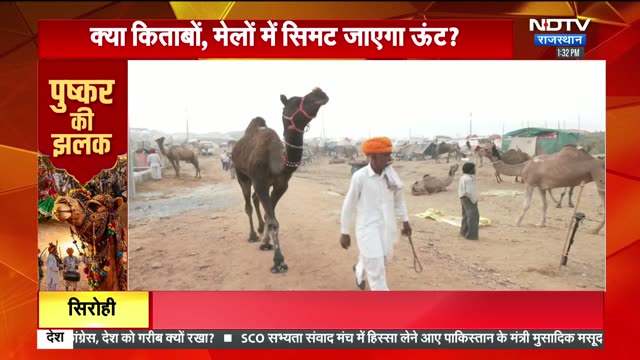 क्या किताबों, मेलों में सिमट जाएगा ऊंट?
NDTV
राजस्थान
1:32 PM
पुष्कर
की
झलक
सिरोही
देश
कांग्रेस, देश को गरीब क्यों रखा? ■ SCO सभ्यता संवाद मंच में हिस्सा लेने आए पाकिस्तान के मंत्री मुसादिक मसूद